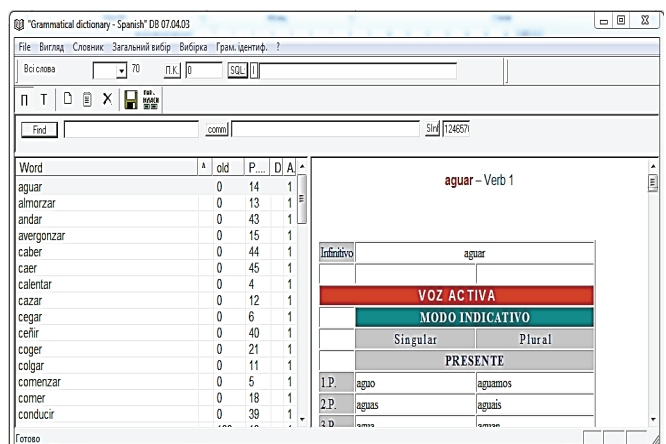 "Grammatical dictionary - Spanish" DB 07.04.03
File Вигляд Словник Загальний вибір Вибірка Грам. ідентиф. ?
Всі слова 70 П.К. 0 SQL: I
П Т
Find comm SInf 124657
Word old P.... D A
aguar 0 14 1
almorzar 0 13 1
andar 0 43 1
avergonzar 0 15 1
caber 0 44 1
caer 0 45 1
calentar 0 4 1
cazar 0 12 1
cegar 0 6 1
ceñir 0 40 1
coger 0 21 1
colgar 0 11 1
comenzar 0 5 1
comer 0 18 1
conducir 0 39 1
aguar – Verb 1
Infinitivo aguar
VOZ ACTIVA
MODO INDICATIVO
Singular Plural
PRESENTE
1.P. aguo aguamos
2.P. aguas aguais
3.P. agua aguan
Готово